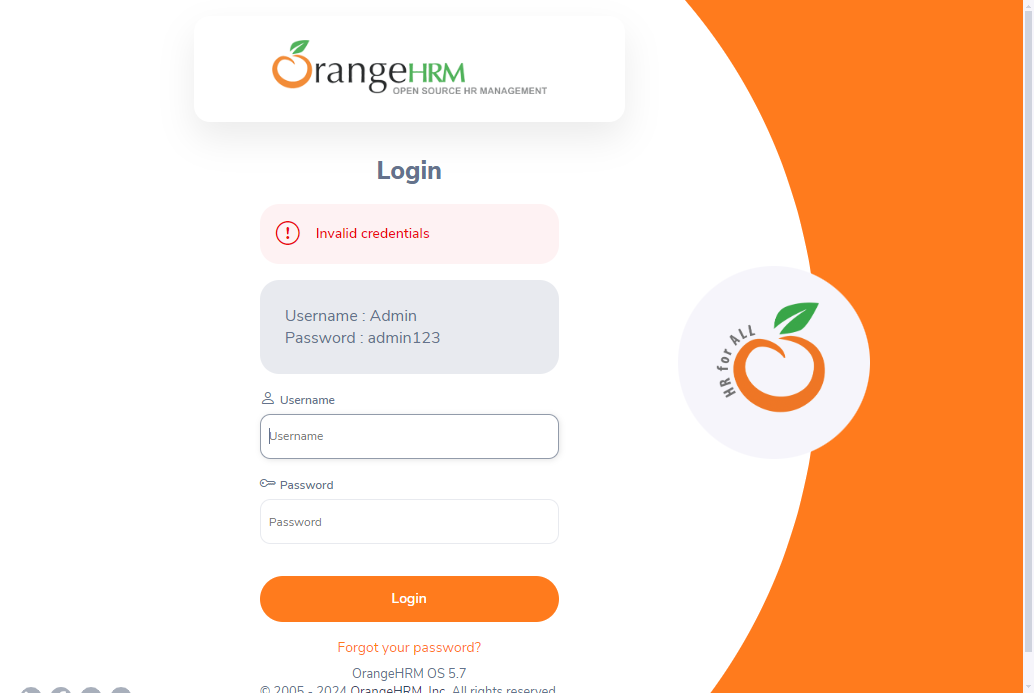 OrangeHRM
OPEN SOURCE HR MANAGEMENT
Login
Invalid credentials
Username : Admin
Password : admin123
Username
Username
Password
Password
Login
Forgot your password?
OrangeHRM OS 5.7
© 2005 - 2024 OrangeHRM, Inc. All rights reserved.
HR for ALL